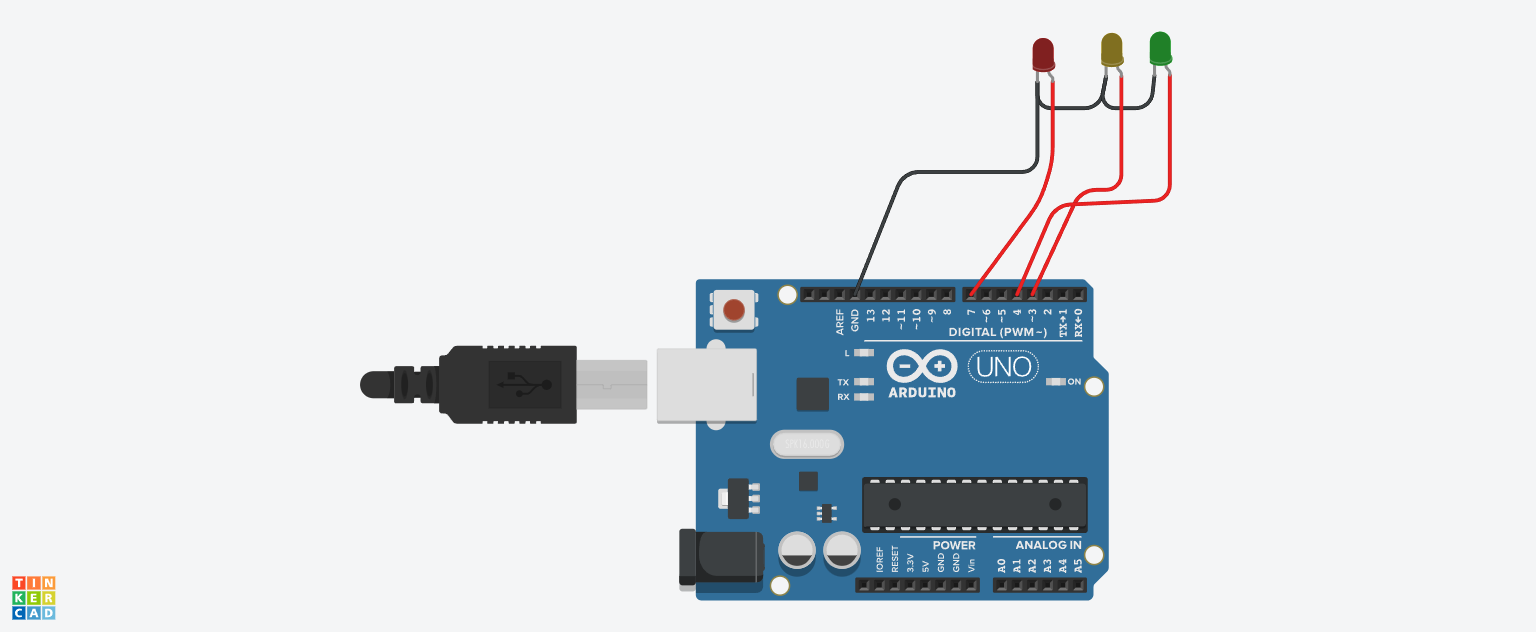 AREF
GND
13
12
~11
~10
~9
8
7
~6
~5
4
~3
2
TX→1
RX←0
DIGITAL (PWM~)
L
TX
RX
ARDUINO
UNO
ON
POWER
ANALOG IN
IOREF
RESET
3.3V
5V
GND
GND
Vin
A0
A1
A2
A3
A4
A5
TIN
KER
CAD